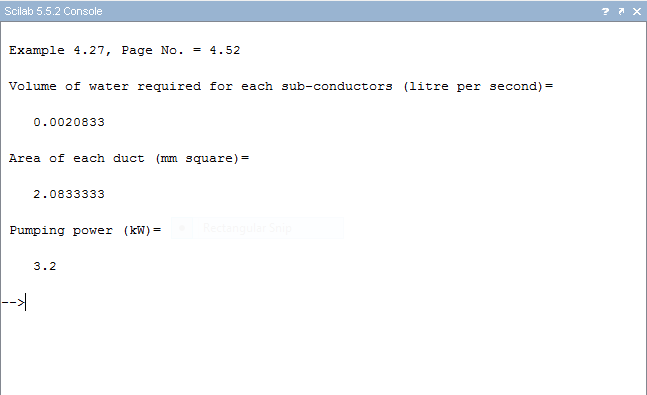 Scilab 5.5.2 Console
Example 4.27, Page No. = 4.52
Volume of water required for each sub-conductors (litre per second)=
0.0020833
Area of each duct (mm square)=
2.0833333
Pumping power (kW)=
Rectangular Snip
3.2
-->